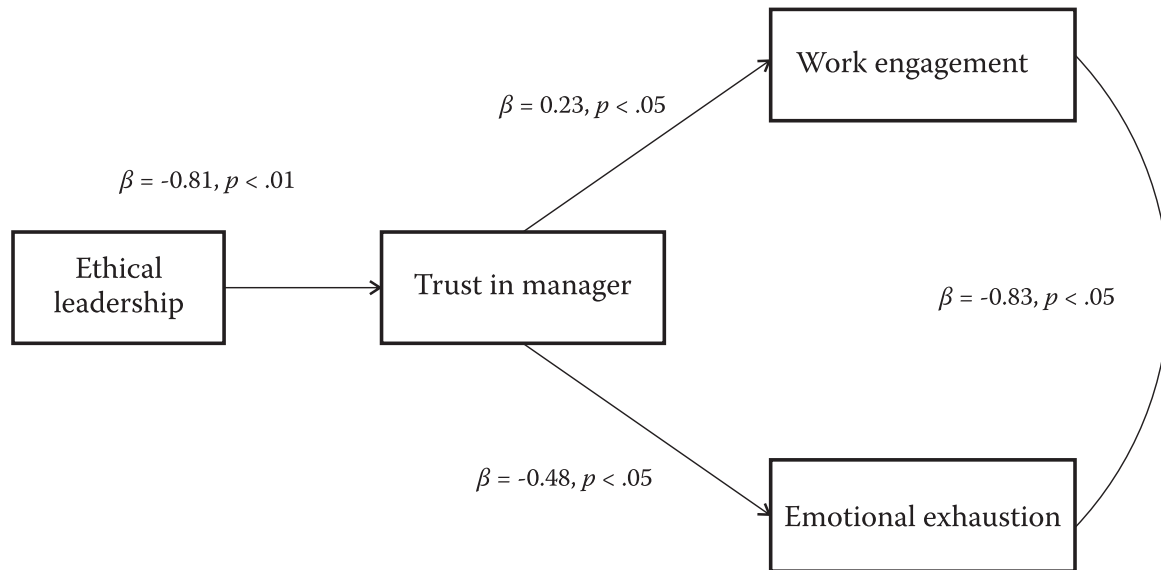 Work engagement
β = 0.23, p < .05
β = -0.81, p < .01
Ethical
leadership
Trust in manager
β = -0.83, p < .05
β = -0.48, p < .05
Emotional exhaustion